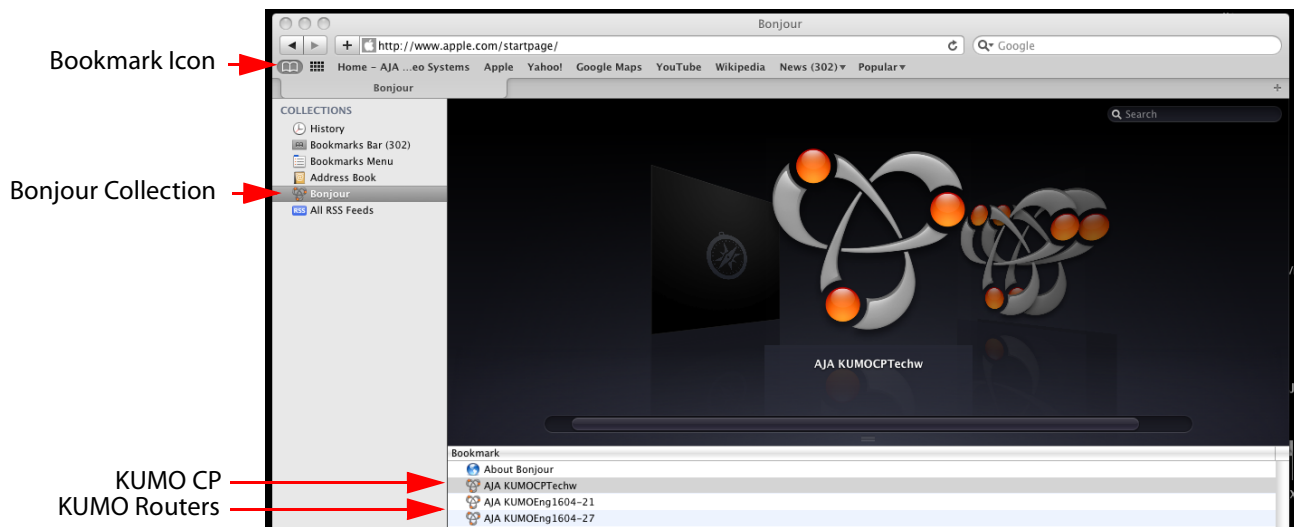 Bonjour
+ http://www.apple.com/startpage/ Google
Bookmark Icon
Home – AJA ...eo Systems Apple Yahoo! Google Maps YouTube Wikipedia News (302) Popular
Bonjour +
COLLECTIONS
Search
History
Bookmarks Bar (302)
Bookmarks Menu
Address Book
Bonjour Collection
Bonjour
RSS All RSS Feeds
AJA KUMOCPTechw
Bookmark
About Bonjour
KUMO CP
AJA KUMOCPTechw
KUMO Routers
AJA KUMOEng1604-21
AJA KUMOEng1604-27